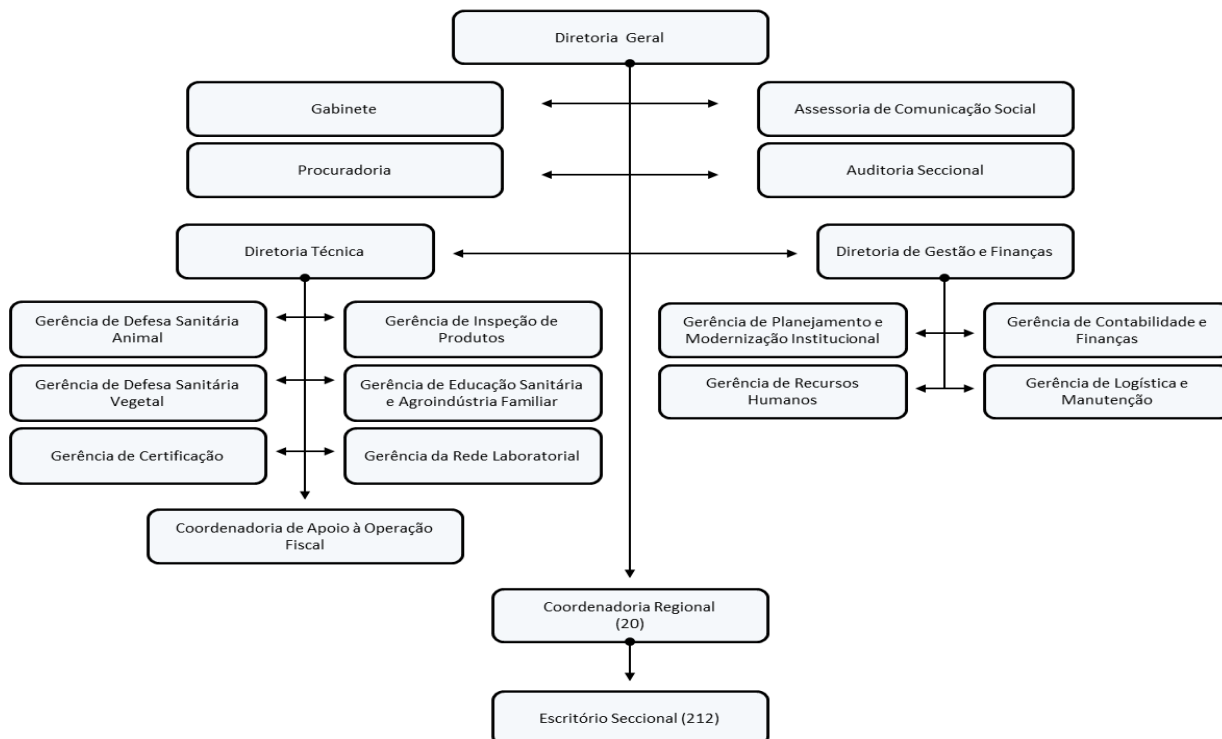 Diretoria Geral
Gabinete
Assessoria de Comunicação Social
Procuradoria
Auditoria Seccional
Diretoria Técnica
Diretoria de Gestão e Finanças
Gerência de Defesa Sanitária
Animal
Gerência de Inspeção de
Produtos
Gerência de Defesa Sanitária
Vegetal
Gerência de Educação Sanitária
e Agroindústria Familiar
Gerência de Certificação
Gerência da Rede Laboratorial
Coordenadoria de Apoio à Operação
Fiscal
Gerência de Planejamento e
Modernização Institucional
Gerência de Contabilidade e
Finanças
Gerência de Recursos
Humanos
Gerência de Logística e
Manutenção
Coordenadoria Regional
(20)
Escritório Seccional (212)